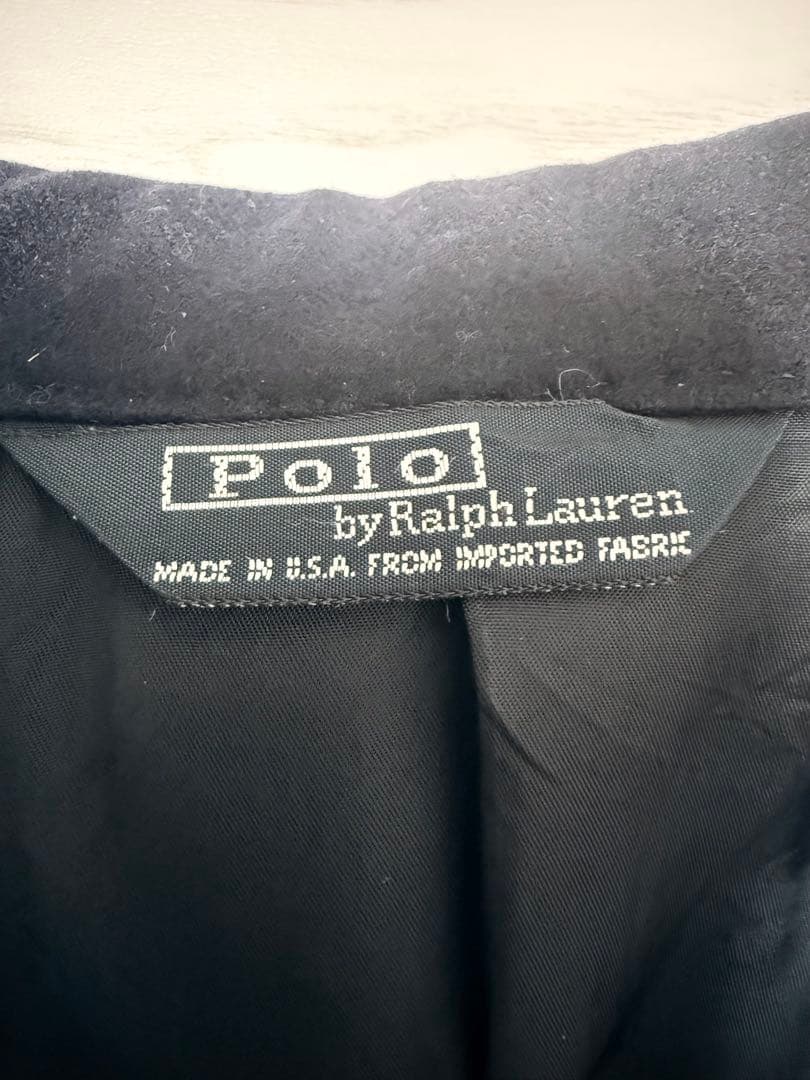 Polo
by Ralph Lauren
MADE IN U.S.A. FROM IMPORTED FABRIC